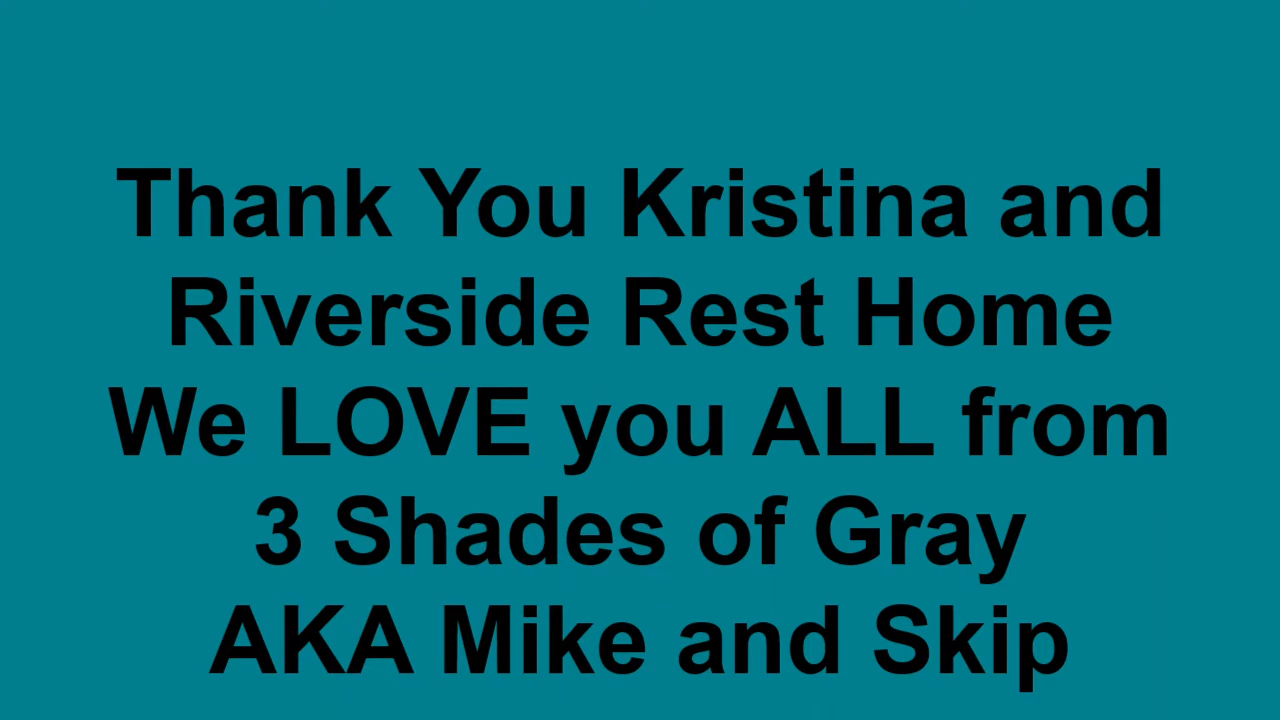 Thank You Kristina and
Riverside Rest Home
We LOVE you ALL from
3 Shades of Gray
AKA Mike and Skip